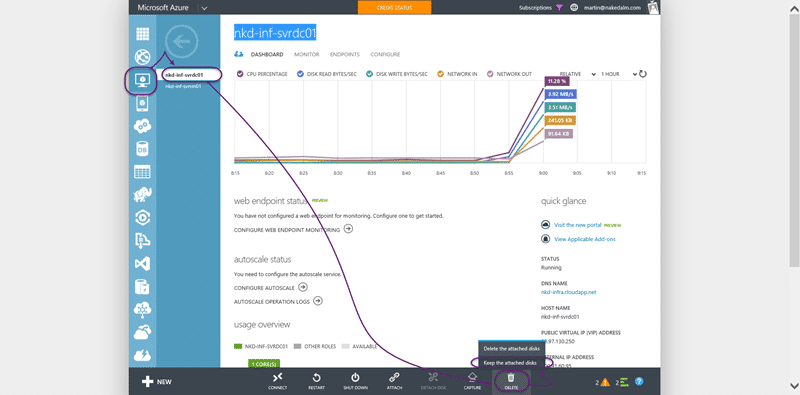 Microsoft Azure
CREDIT STATUS
Subscriptions
martin@nakedalm.com
nkd-inf-svrdc01
DASHBOARD MONITOR ENDPOINTS CONFIGURE
nkd-inf-svrdc01
CPU PERCENTAGE DISK READ BYTES/SEC DISK WRITE BYTES/SEC NETWORK IN NETWORK OUT RELATIVE 1 HOUR
11.28 %
3.92 MB/s
3.51 MB/s
241.05 KB
91.64 KB
8:15 8:20 8:25 8:30 8:35 8:40 8:45 8:50 8:55 9:00 9:05 9:10 9:15
web endpoint status PREVIEW
You have not configured a web endpoint for monitoring. Configure one to get started.
CONFIGURE WEB ENDPOINT MONITORING
autoscale status
You need to configure the autoscale service.
CONFIGURE AUTOSCALE
AUTOSCALE OPERATION LOGS
usage overview
NKD-INF-SVRDC01 OTHER ROLES AVAILABLE
1 CORE(S)
quick glance
Visit the new portal PREVIEW
View Applicable Add-ons
STATUS
Running
DNS NAME
nkd-infra.cloudapp.net
HOST NAME
nkd-inf-svrdc01
PUBLIC VIRTUAL IP (VIP) ADDRESS
.97.130.250
TERNAL IP ADDRESS
Delete the attached disks
Keep the attached disks
NEW
CONNECT RESTART SHUT DOWN ATTACH DETACH DISK CAPTURE DELETE
2 2
DB